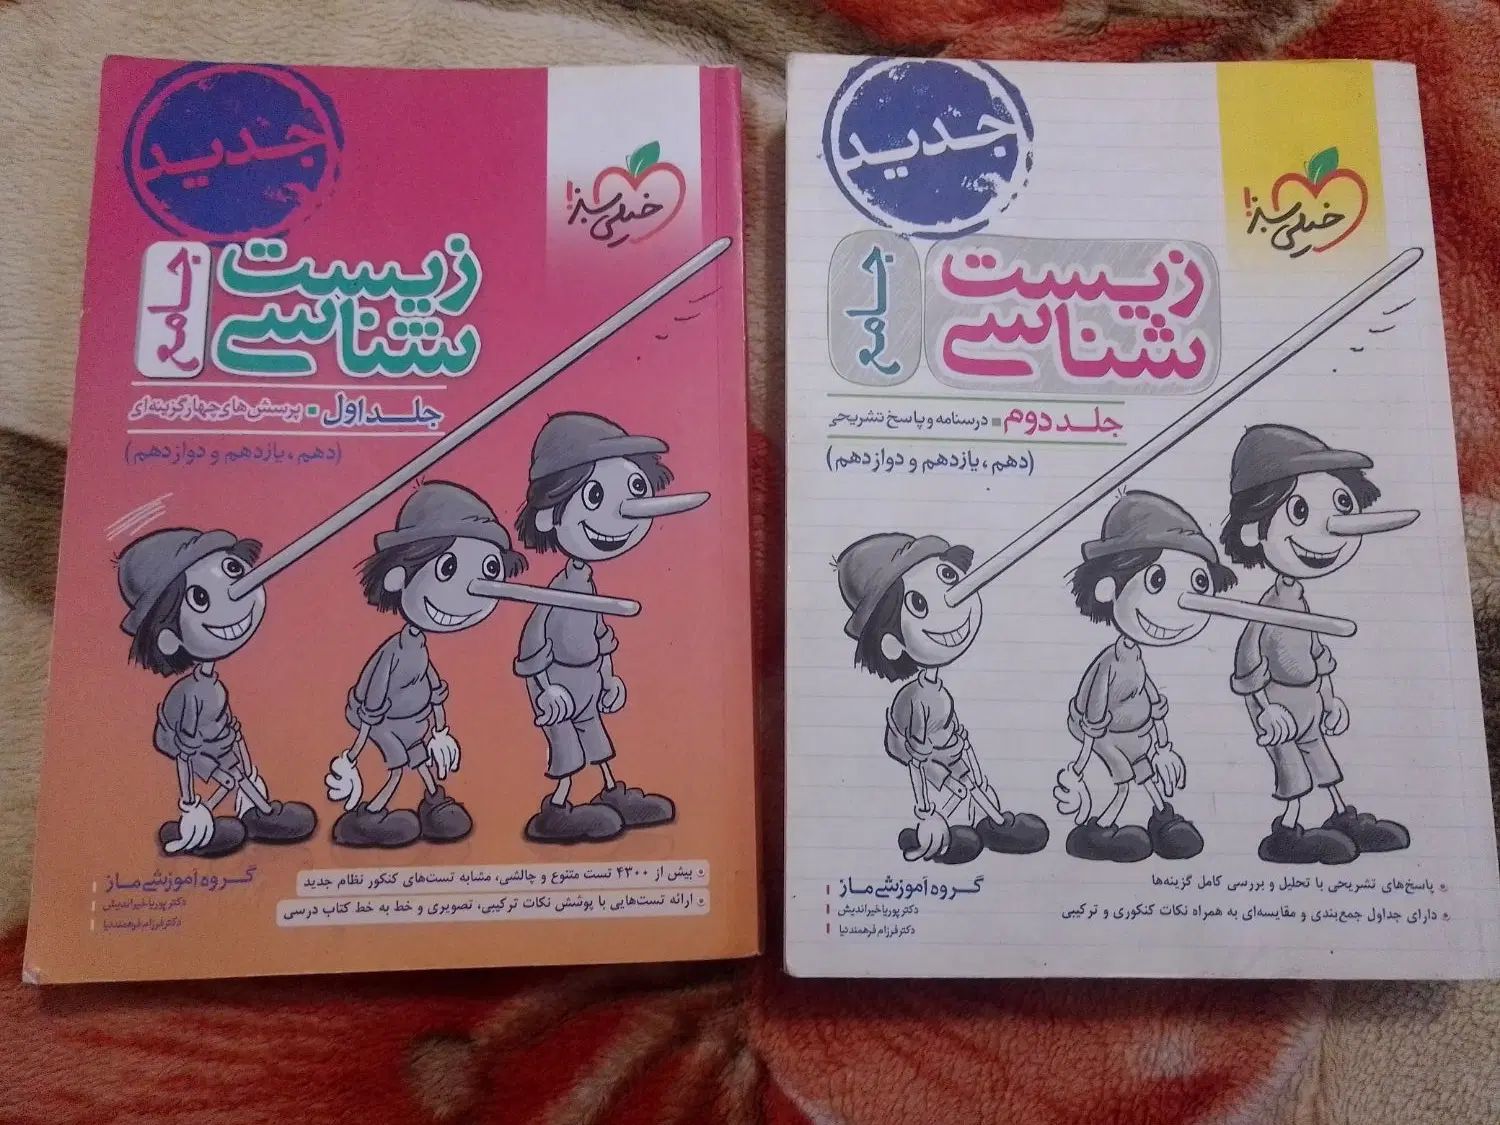 جدید
خیلی سبز!
زیست
شناسی
جامع
جلد اول ▪ پرسش‌های چهارگزینه‌ای
(دهم، یازدهم و دوازدهم)
گروه آموزشی ماز
دکتر پوریا خیراندیش
دکتر فرزام فرهمندنیا
بیش از ۴۳۰۰ تست متنوع و چالشی، مشابه تست‌های کنکور نظام جدید
ارائه تست‌هایی با پوشش نکات ترکیبی، تصویری و خط به خط کتاب درسی
جدید
خیلی سبز!
زیست
شناسی
جامع
جلد دوم ▪ درسنامه و پاسخ تشریحی
(دهم، یازدهم و دوازدهم)
گروه آموزشی ماز
دکتر پوریا خیراندیش
دکتر فرزام فرهمندنیا
پاسخ‌های تشریحی با تحلیل و بررسی کامل گزینه‌ها
دارای جداول جمع‌بندی و مقایسه‌ای به همراه نکات کنکوری و ترکیبی